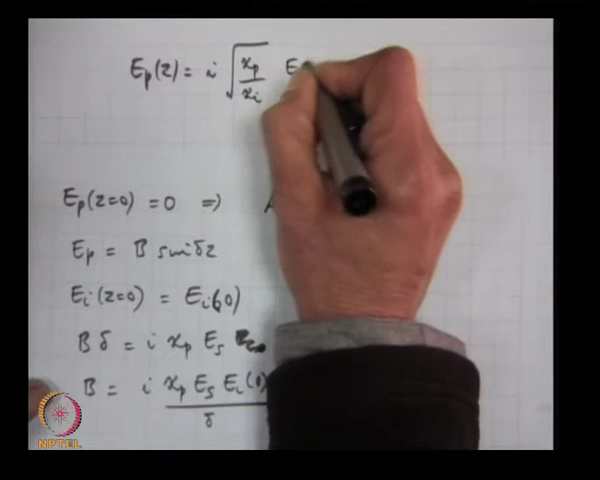 Ep(z) = i √(κp/κi) E
Ep(z=0) = 0 ⇒ A
Ep = B sin δz
Ei(z=0) = Ei(0)
B δ = i κp Es
B = i κp Es Ei(0) / δ
NPTEL